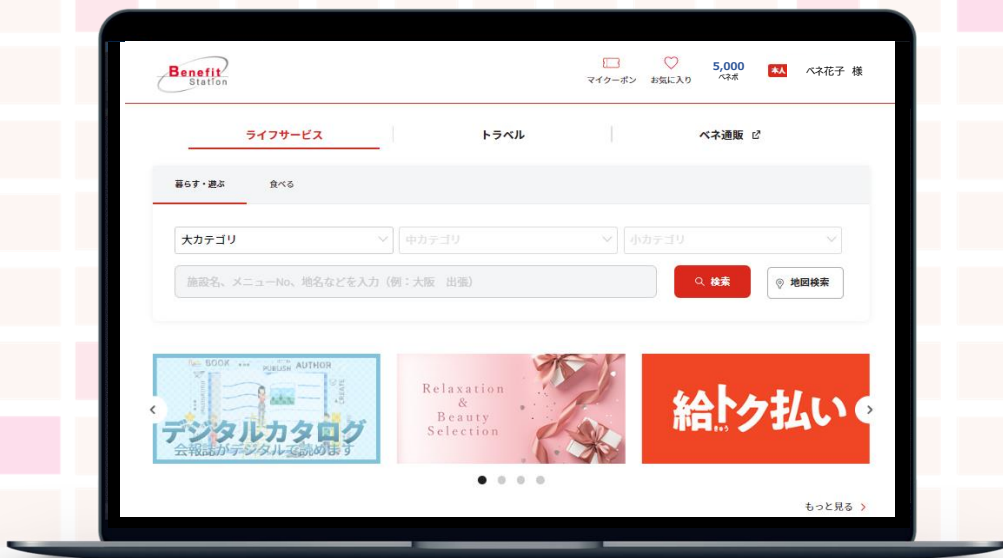 Benefit
Station
マイクーポン
お気に入り
5,000
ベネポ
本人
ベネ花子 様
ライフサービス
トラベル
ベネ通販
暮らす・遊ぶ
食べる
大カテゴリ
中カテゴリ
小カテゴリ
施設名、メニューNo、地名などを入力（例：大阪　出張）
検索
地図検索
BOOK
PUBLISH
AUTHOR
CREATE
デジタルカタログ
会報誌がデジタルで読めます
Relaxation
&
Beauty
Selection
給トク払い
きゅう
もっと見る